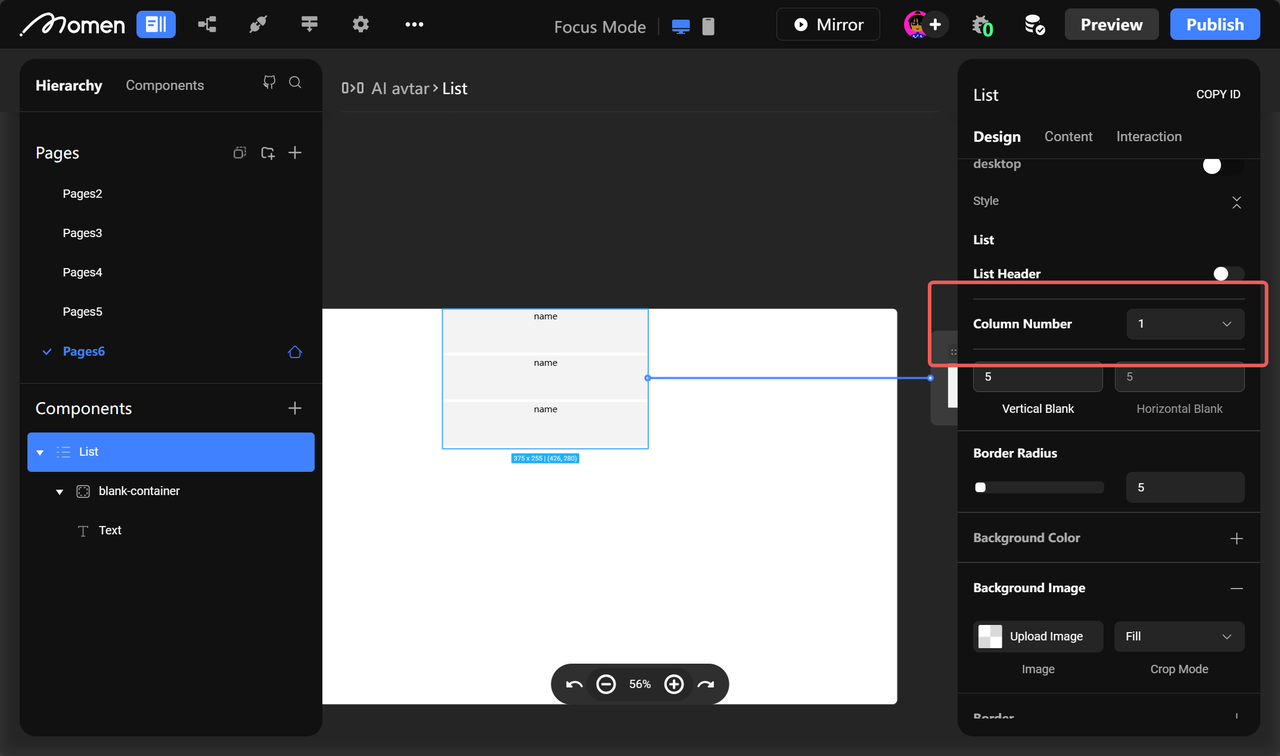 Momen
Focus Mode
Mirror
0
Preview
Publish
Hierarchy
Components
AI avtar › List
List
COPY ID
Pages
Design
Content
Interaction
desktop
Pages2
Style
Pages3
List
Pages4
List Header
Pages5
name
Column Number
1
Pages6
name
5
5
Components
name
Vertical Blank
Horizontal Blank
List
375 x 255 | (426, 280)
Border Radius
blank-container
5
Text
Background Color
Background Image
Upload Image
Fill
Image
Crop Mode
56%
Border